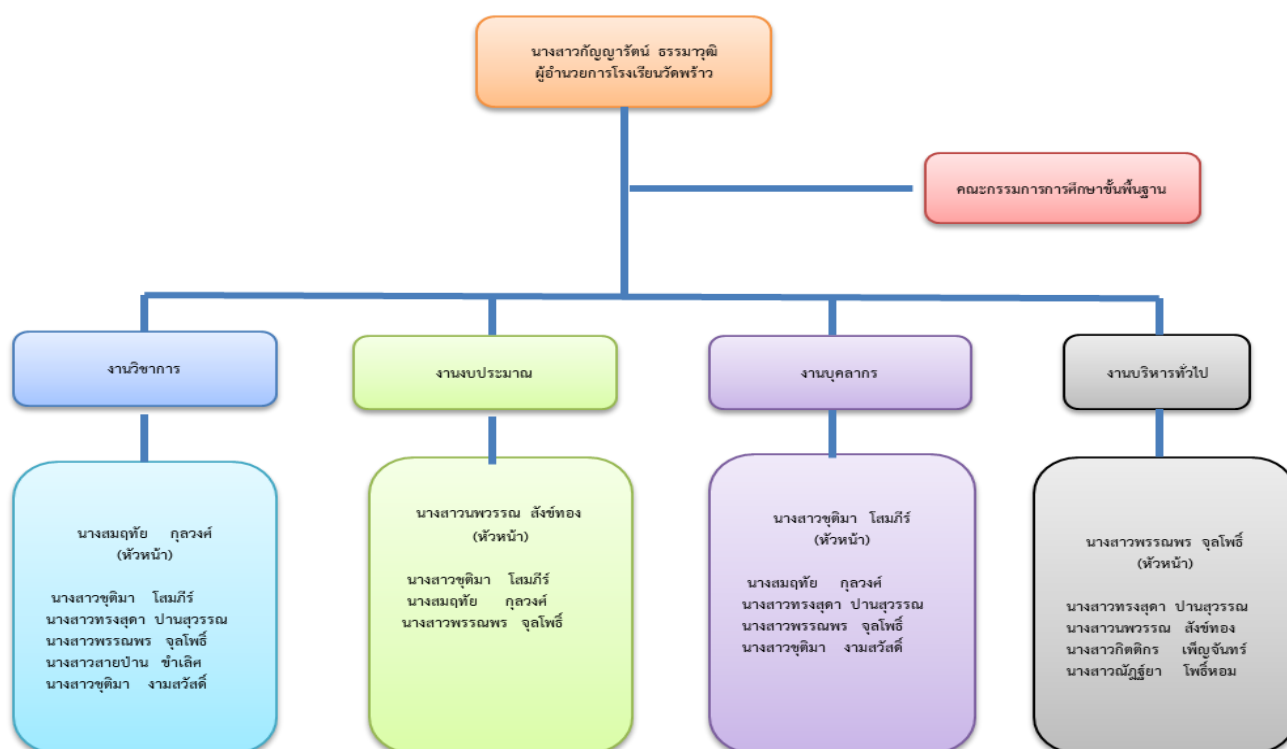 นางสาวกัญญารัตน์ ธรรมาวุฒิ
ผู้อำนวยการโรงเรียนวัดพร้าว
คณะกรรมการการศึกษาขั้นพื้นฐาน
งานวิชาการ
งานงบประมาณ
งานบุคลากร
งานบริหารทั่วไป
นางสมฤทัย กุลวงศ์
(หัวหน้า)
นางสาวชุติมา โสมภีร์
นางสาวทรงสุดา ปานสุวรรณ
นางสาวพรรณพร จุลโพธิ์
นางสาวสายป่าน ขำเลิศ
นางสาวชุติมา งามสวัสดิ์
นางสาวนพวรรณ สังข์ทอง
(หัวหน้า)
นางสาวชุติมา โสมภีร์
นางสมฤทัย กุลวงศ์
นางสาวพรรณพร จุลโพธิ์
นางสาวชุติมา โสมภีร์
(หัวหน้า)
นางสมฤทัย กุลวงศ์
นางสาวทรงสุดา ปานสุวรรณ
นางสาวพรรณพร จุลโพธิ์
นางสาวชุติมา งามสวัสดิ์
นางสาวพรรณพร จุลโพธิ์
(หัวหน้า)
นางสาวทรงสุดา ปานสุวรรณ
นางสาวนพวรรณ สังข์ทอง
นางสาวกิตติกร เพ็ญจันทร์
นางสาวณัฏฐ์ยา โพธิ์หอม